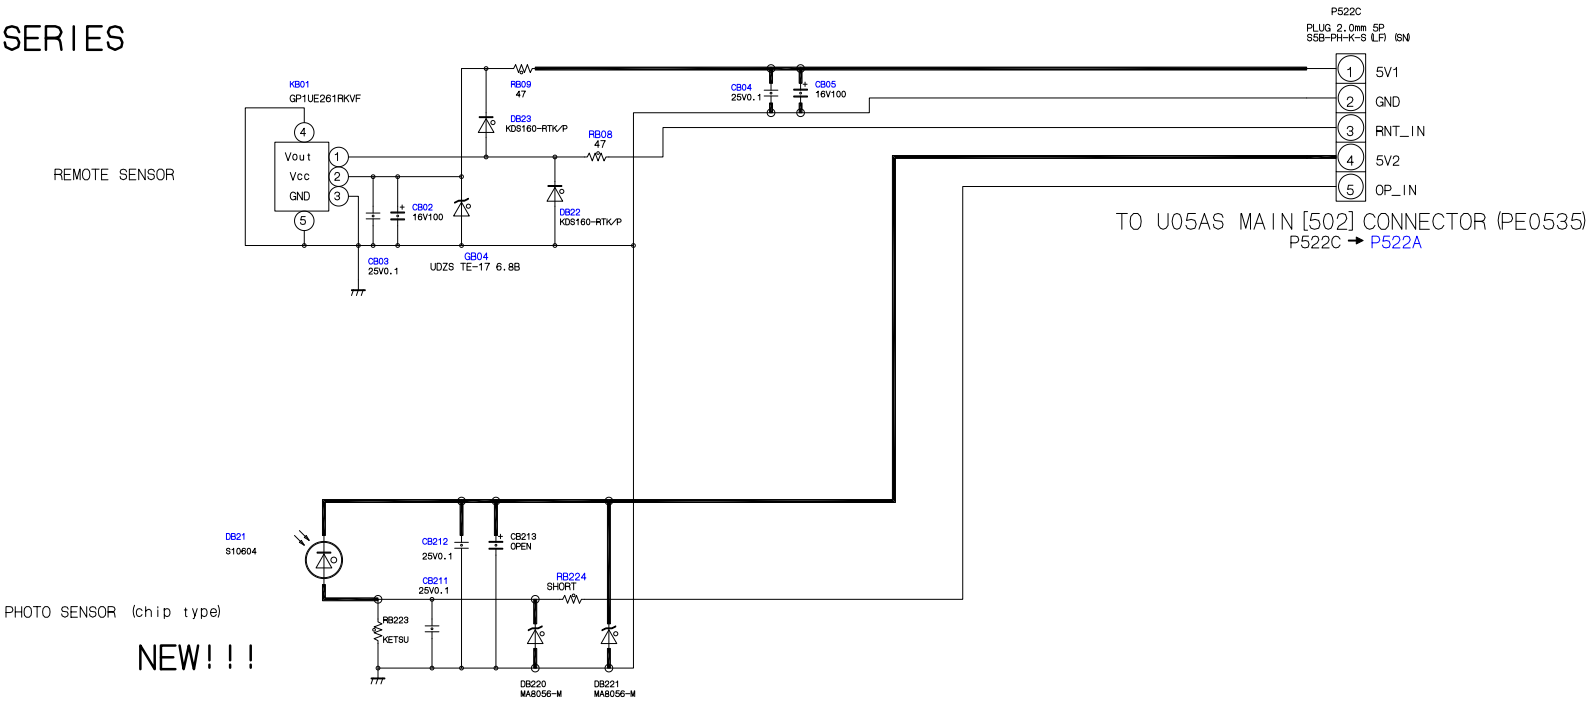 SERIES
P522C
PLUG 2.0mm 5P
S5B-PH-K-S (LF) (SN)
KB01
GP1UE261RKVF
4
Vout 1
Vcc 2
GND 3
5
REMOTE SENSOR
RB09
47
DB23
KDS160-RTK/P
RB08
47
CB04
25V0.1
+ CB05
16V100
1 5V1
2 GND
3 RNT_IN
4 5V2
5 OP_IN
+ CB02
16V100
DB22
KDS160-RTK/P
CB03
25V0.1
GB04
UDZS TE-17 6.8B
TO U05AS MAIN [502] CONNECTOR (PE0535)
P522C → P522A
DB21
S10604
CB212
25V0.1
+ CB213
OPEN
CB211
25V0.1
RB224
SHORT
RB223
KETSU
PHOTO SENSOR (chip type)
NEW!!!
DB220
MA8056-M
DB221
MA8056-M